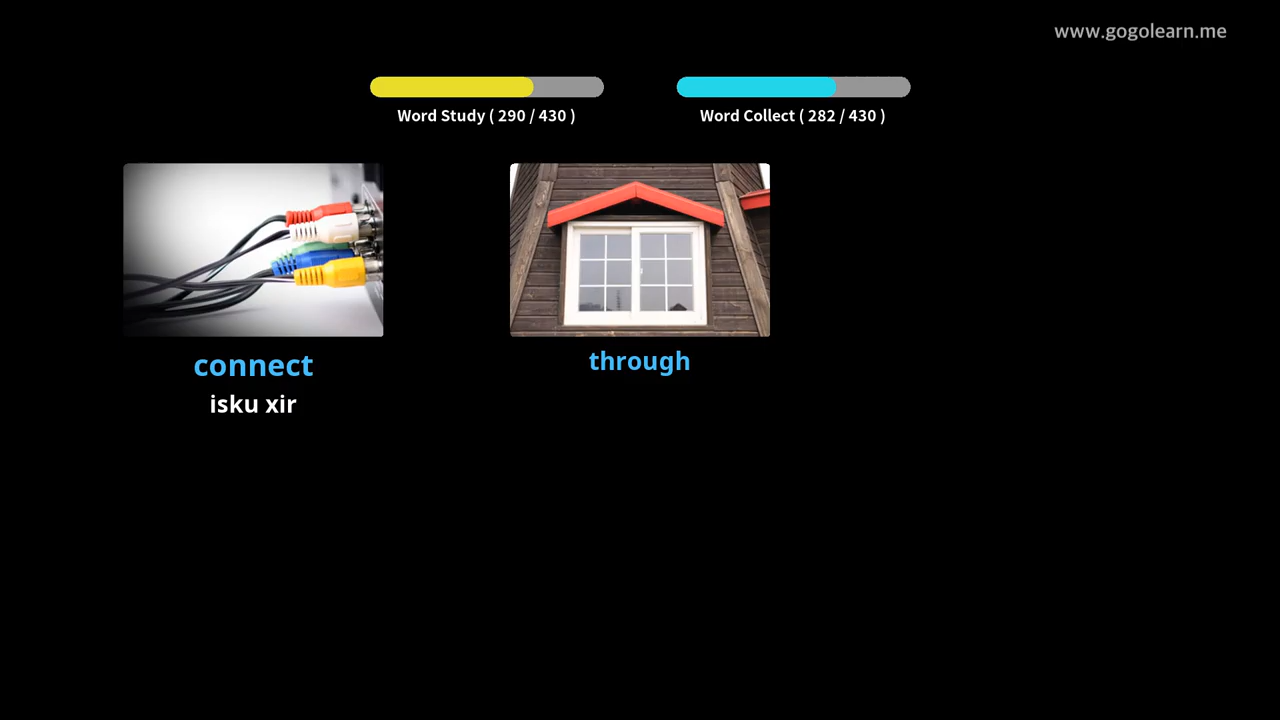 www.gogolearn.me
Word Study ( 290 / 430 )
Word Collect ( 282 / 430 )
connect
isku xir
through